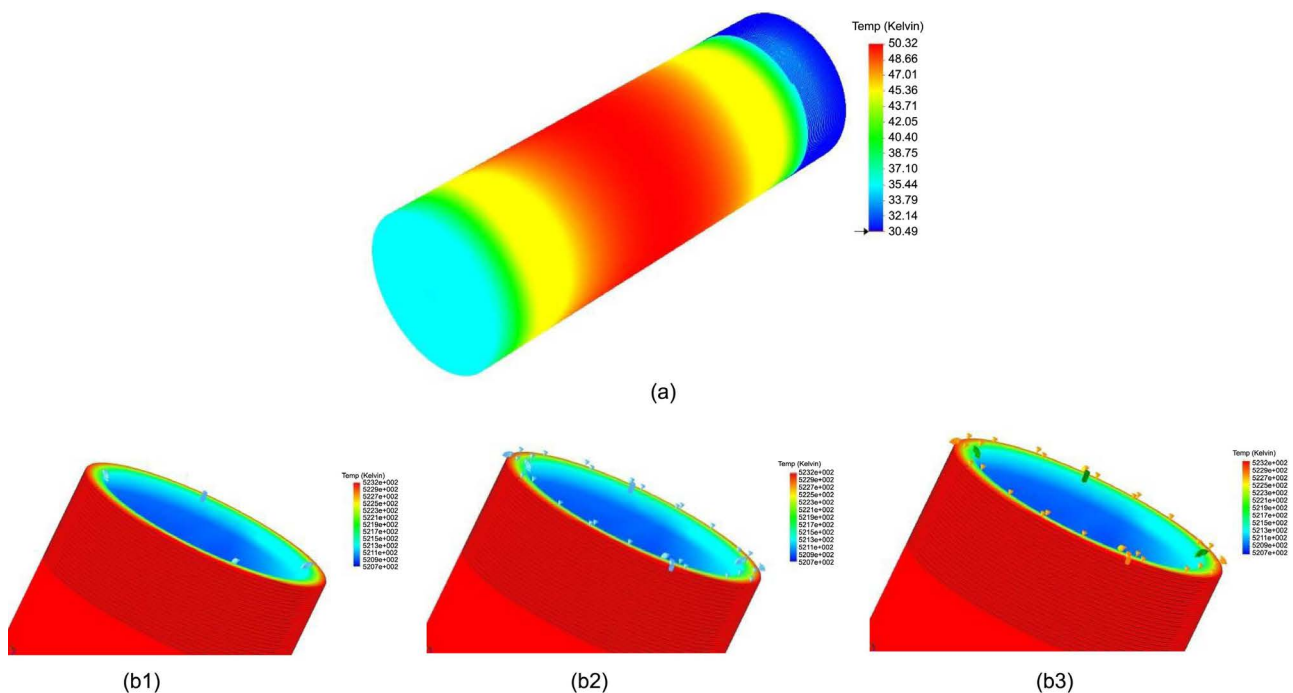 Temp (Kelvin)
50.32
48.66
47.01
45.36
43.71
42.05
40.40
38.75
37.10
35.44
33.79
32.14
30.49
(a)
Temp (Kelvin)
5232e+002
5229e+002
5227e+002
5225e+002
5223e+002
5221e+002
5219e+002
5217e+002
5215e+002
5213e+002
5211e+002
5209e+002
5207e+002
(b1)
Temp (Kelvin)
5232e+002
5229e+002
5227e+002
5225e+002
5223e+002
5221e+002
5219e+002
5217e+002
5215e+002
5213e+002
5211e+002
5209e+002
5207e+002
(b2)
Temp (Kelvin)
5232e+002
5229e+002
5227e+002
5225e+002
5223e+002
5221e+002
5219e+002
5217e+002
5215e+002
5213e+002
5211e+002
5209e+002
5207e+002
(b3)